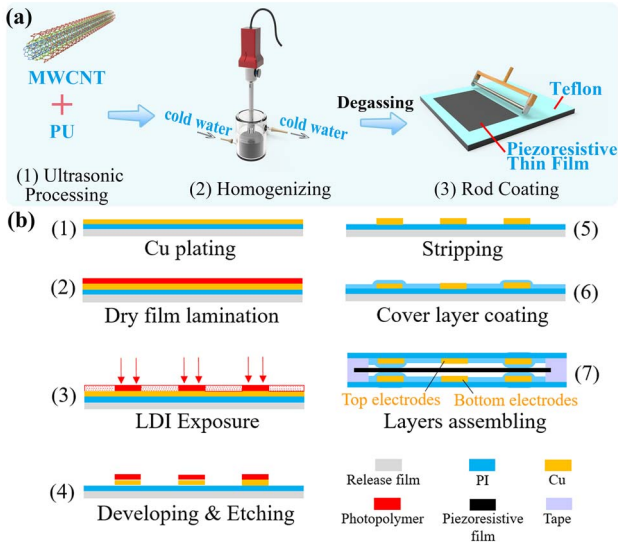 (a)
MWCNT
+
PU
(1) Ultrasonic
Processing
cold water
cold water
(2) Homogenizing
Degassing
Teflon
Piezoresistive
Thin Film
(3) Rod Coating
(b)
(1)
Cu plating
(2)
Dry film lamination
(3)
LDI Exposure
(4)
Developing & Etching
(5)
Stripping
(6)
Cover layer coating
(7)
Top electrodes
Bottom electrodes
Layers assembling
Release film
PI
Cu
Photopolymer
Piezoresistive
film
Tape